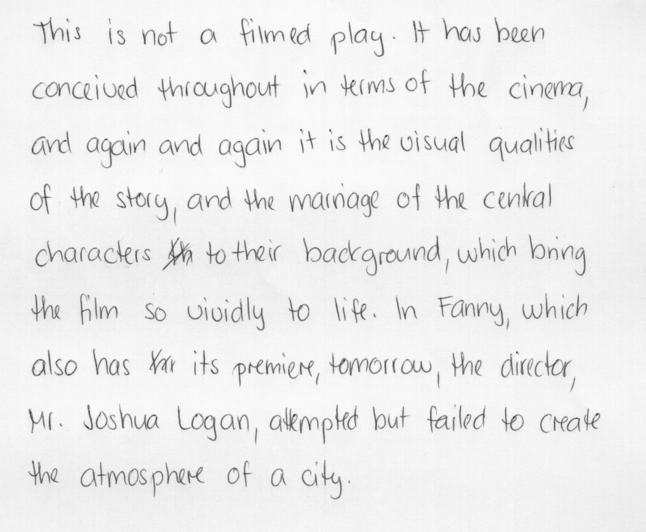 This is not a filmed play. It has been
conceived throughout in terms of the cinema,
and again and again it is the visual qualities
of the story, and the marriage of the central
characters to their background, which bring
the film so vividly to life. In Fanny, which
also has its premiere, tomorrow, the director,
Mr. Joshua Logan, attempted but failed to create
the atmosphere of a city.